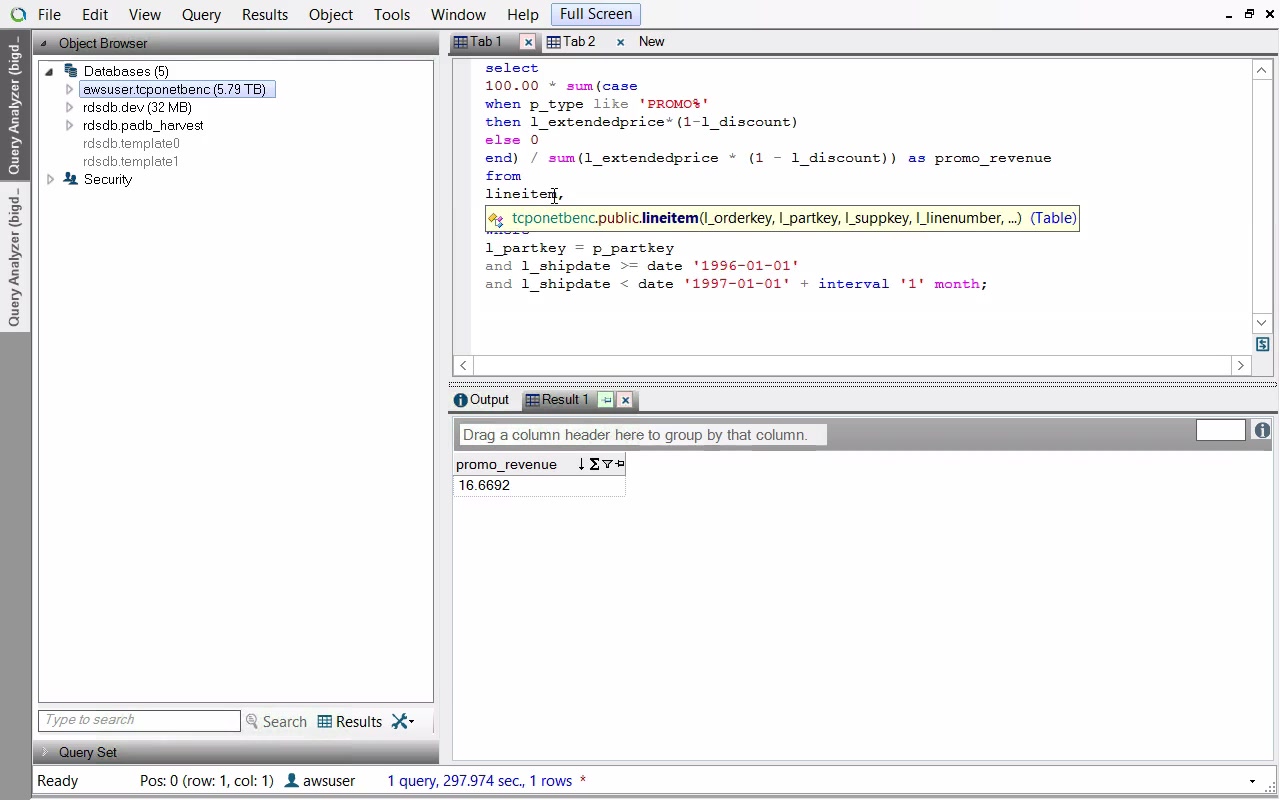 File Edit View Query Results Object Tools Window Help Full Screen
Query Analyzer (bigd...
Query Analyzer (bigd...
Object Browser
Databases (5)
awsuser.tcponetbenc (5.79 TB)
rdsdb.dev (32 MB)
rdsdb.padb_harvest
rdsdb.template0
rdsdb.template1
Security
Type to search Search Results
Query Set
Tab 1 Tab 2 New
select
100.00 * sum(case
when p_type like 'PROMO%'
then l_extendedprice*(1-l_discount)
else 0
end) / sum(l_extendedprice * (1 - l_discount)) as promo_revenue
from
lineitem,
tcponetbenc.public.lineitem(l_orderkey, l_partkey, l_suppkey, l_linenumber, ...) (Table)
where
l_partkey = p_partkey
and l_shipdate >= date '1996-01-01'
and l_shipdate < date '1997-01-01' + interval '1' month;
Output Result 1
Drag a column header here to group by that column.
promo_revenue
16.6692
Ready Pos: 0 (row: 1, col: 1) awsuser 1 query, 297.974 sec., 1 rows *